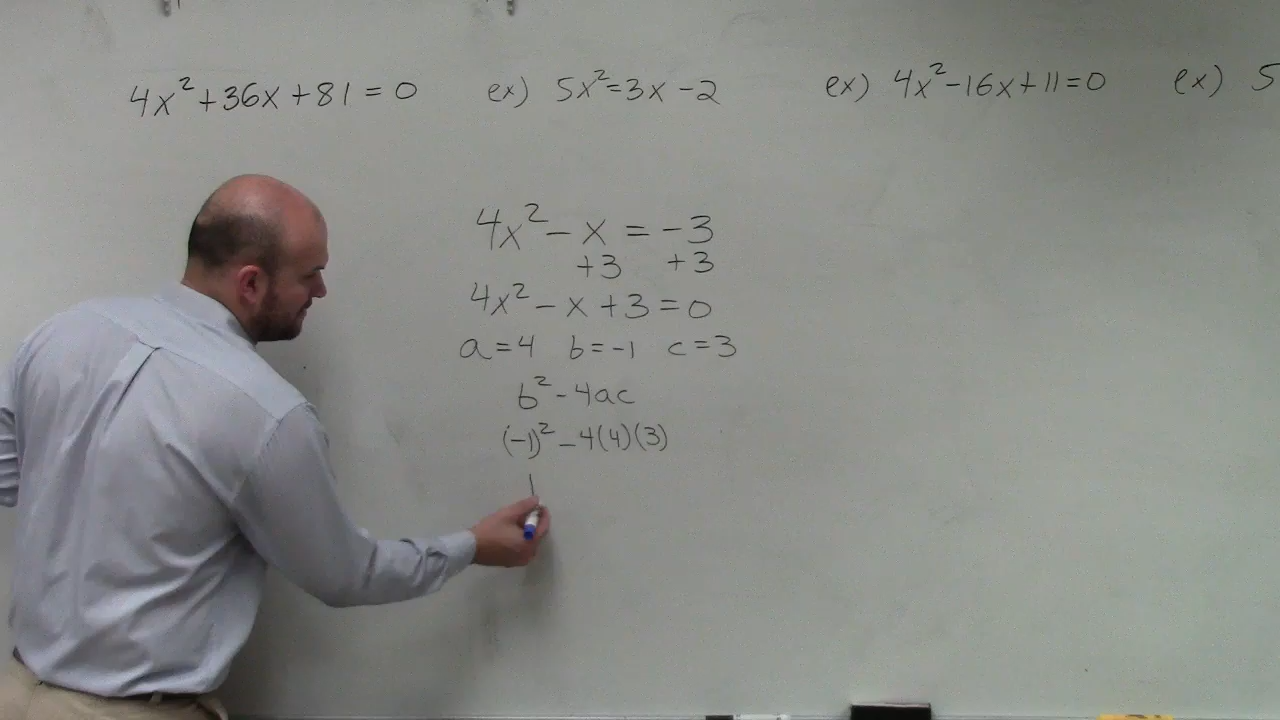 4x²+36x+81=0 ex) 5x²=3x-2 ex) 4x²-16x+11=0 ex) 5
4x²-x=-3
+3 +3
4x²-x+3=0
a=4 b=-1 c=3
b²-4ac
(-1)²-4(4)(3)
1